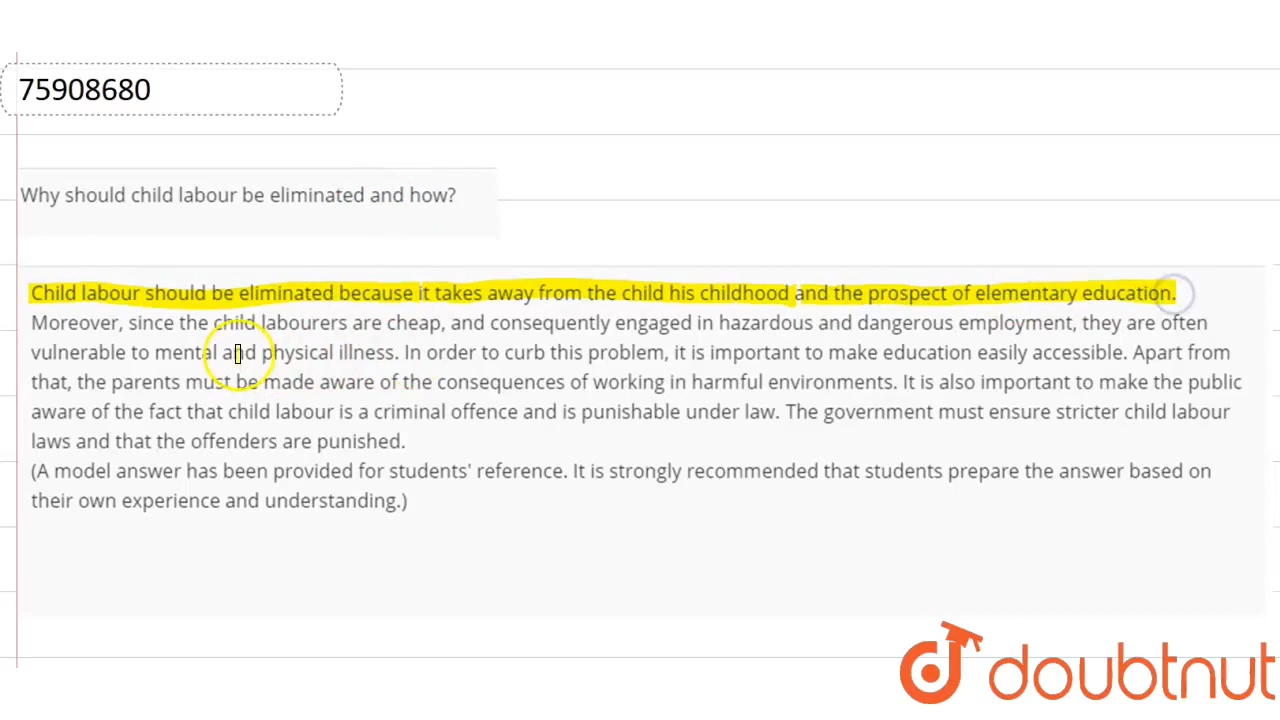 75908680
Why should child labour be eliminated and how?
Child labour should be eliminated because it takes away from the child his childhood and the prospect of elementary education.
Moreover, since the child labourers are cheap, and consequently engaged in hazardous and dangerous employment, they are often
vulnerable to mental and physical illness. In order to curb this problem, it is important to make education easily accessible. Apart from
that, the parents must be made aware of the consequences of working in harmful environments. It is also important to make the public
aware of the fact that child labour is a criminal offence and is punishable under law. The government must ensure stricter child labour
laws and that the offenders are punished.
(A model answer has been provided for students' reference. It is strongly recommended that students prepare the answer based on
their own experience and understanding.)
doubtnut